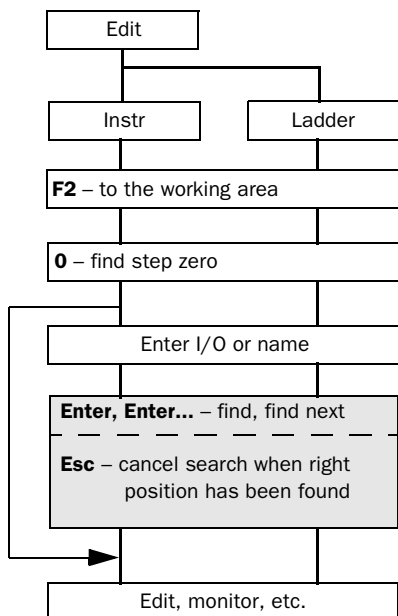 Edit
Instr
Ladder
F2 – to the working area
0 – find step zero
Enter I/O or name
Enter, Enter... – find, find next
Esc – cancel search when right
position has been found
Edit, monitor, etc.